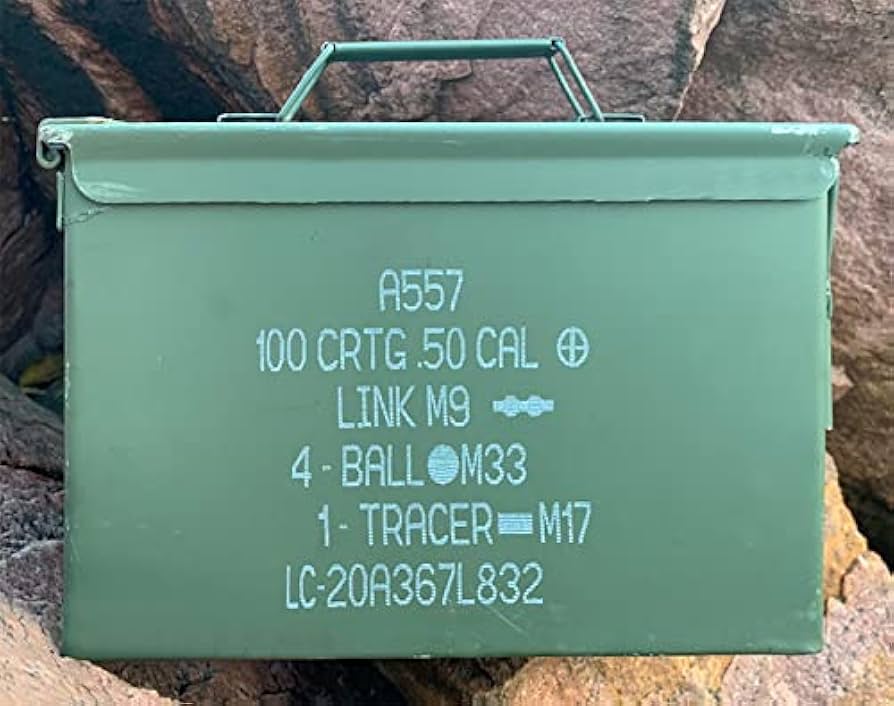 A557
100 CRTG .50 CAL
LINK M9
4 - BALL M33
1 - TRACER M17
LC-20A367L832